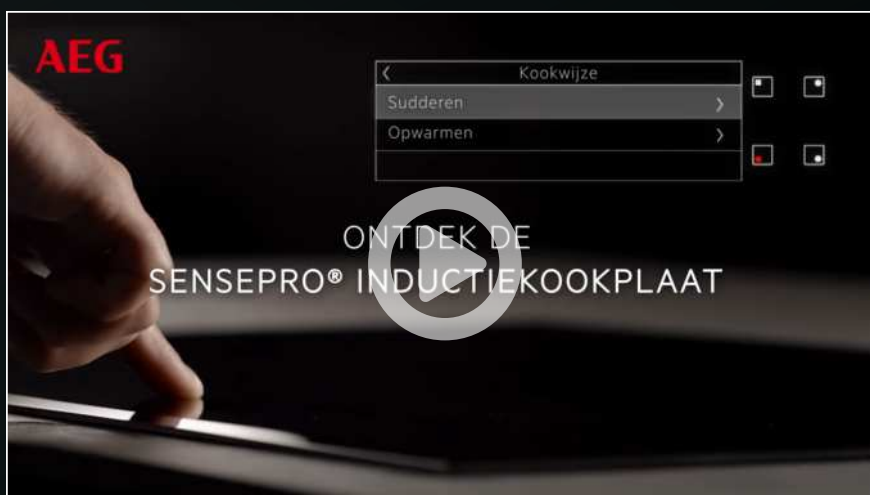 AEG
Kookwijze
Sudderen
Opwarmen
ONTDEK DE
SENSEPRO® INDUCTIEKOOKPLAAT